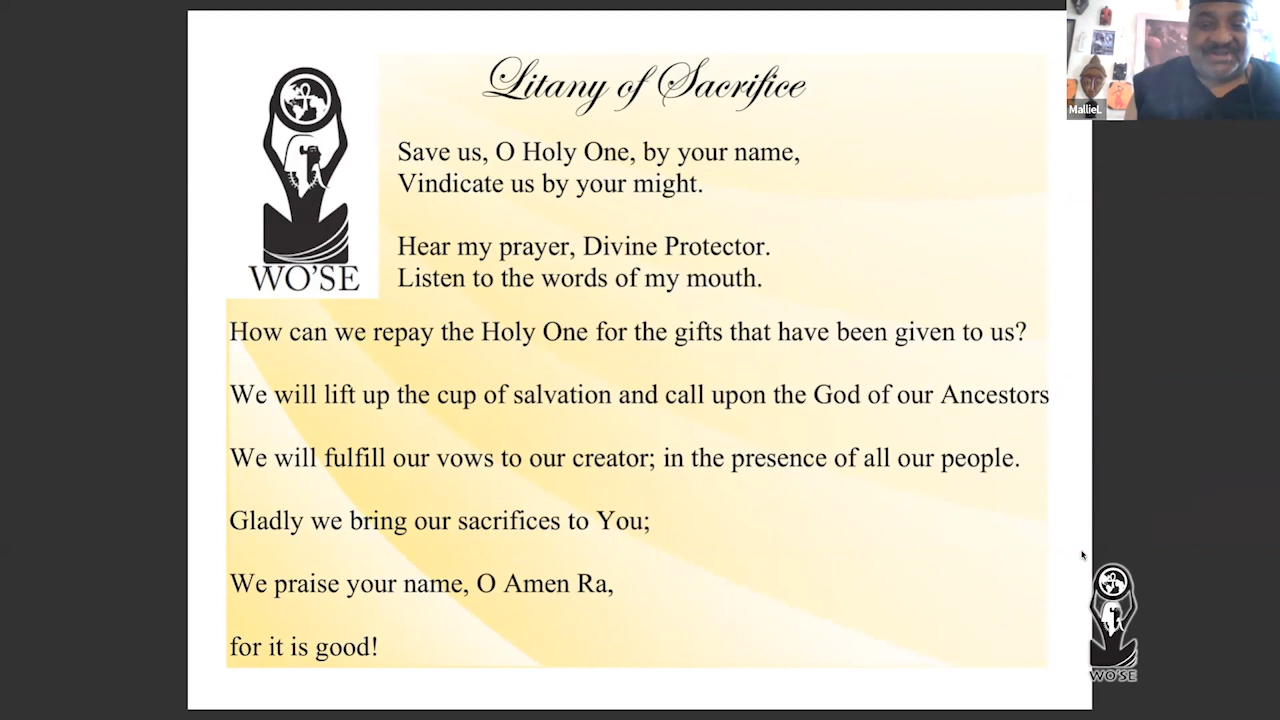 Litany of Sacrifice
MallieL
Save us, O Holy One, by your name,
Vindicate us by your might.
Hear my prayer, Divine Protector.
Listen to the words of my mouth.
WO'SE
How can we repay the Holy One for the gifts that have been given to us?
We will lift up the cup of salvation and call upon the God of our Ancestors
We will fulfill our vows to our creator; in the presence of all our people.
Gladly we bring our sacrifices to You;
We praise your name, O Amen Ra,
for it is good!
WO'SE